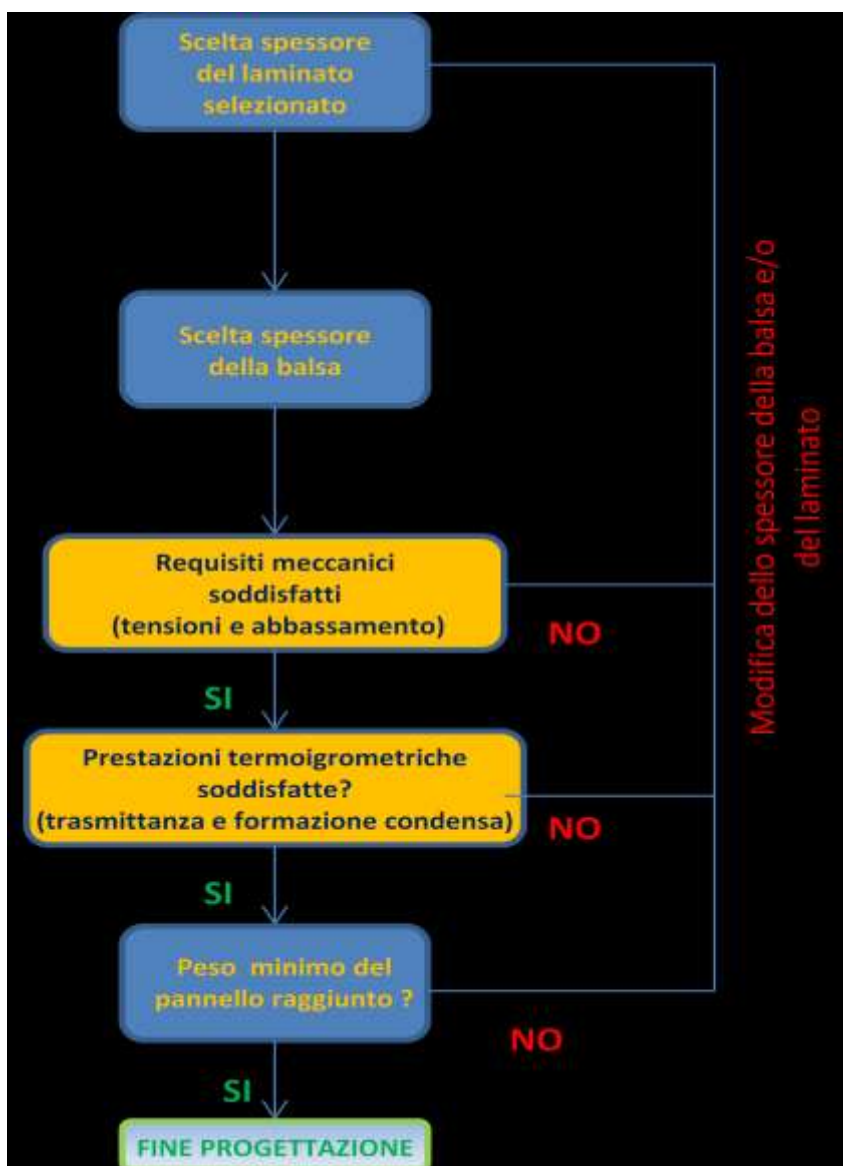 Scelta spessore
del laminato
selezionato
Scelta spessore
della balsa
Requisiti meccanici
soddisfatti
(tensioni e abbassamento)
NO
SI
Prestazioni termoigrometriche
soddisfatte?
(trasmittanza e formazione condensa)
NO
SI
Peso minimo del
pannello raggiunto ?
NO
SI
FINE PROGETTAZIONE
Modifica dello spessore della balsa e/o
del laminato